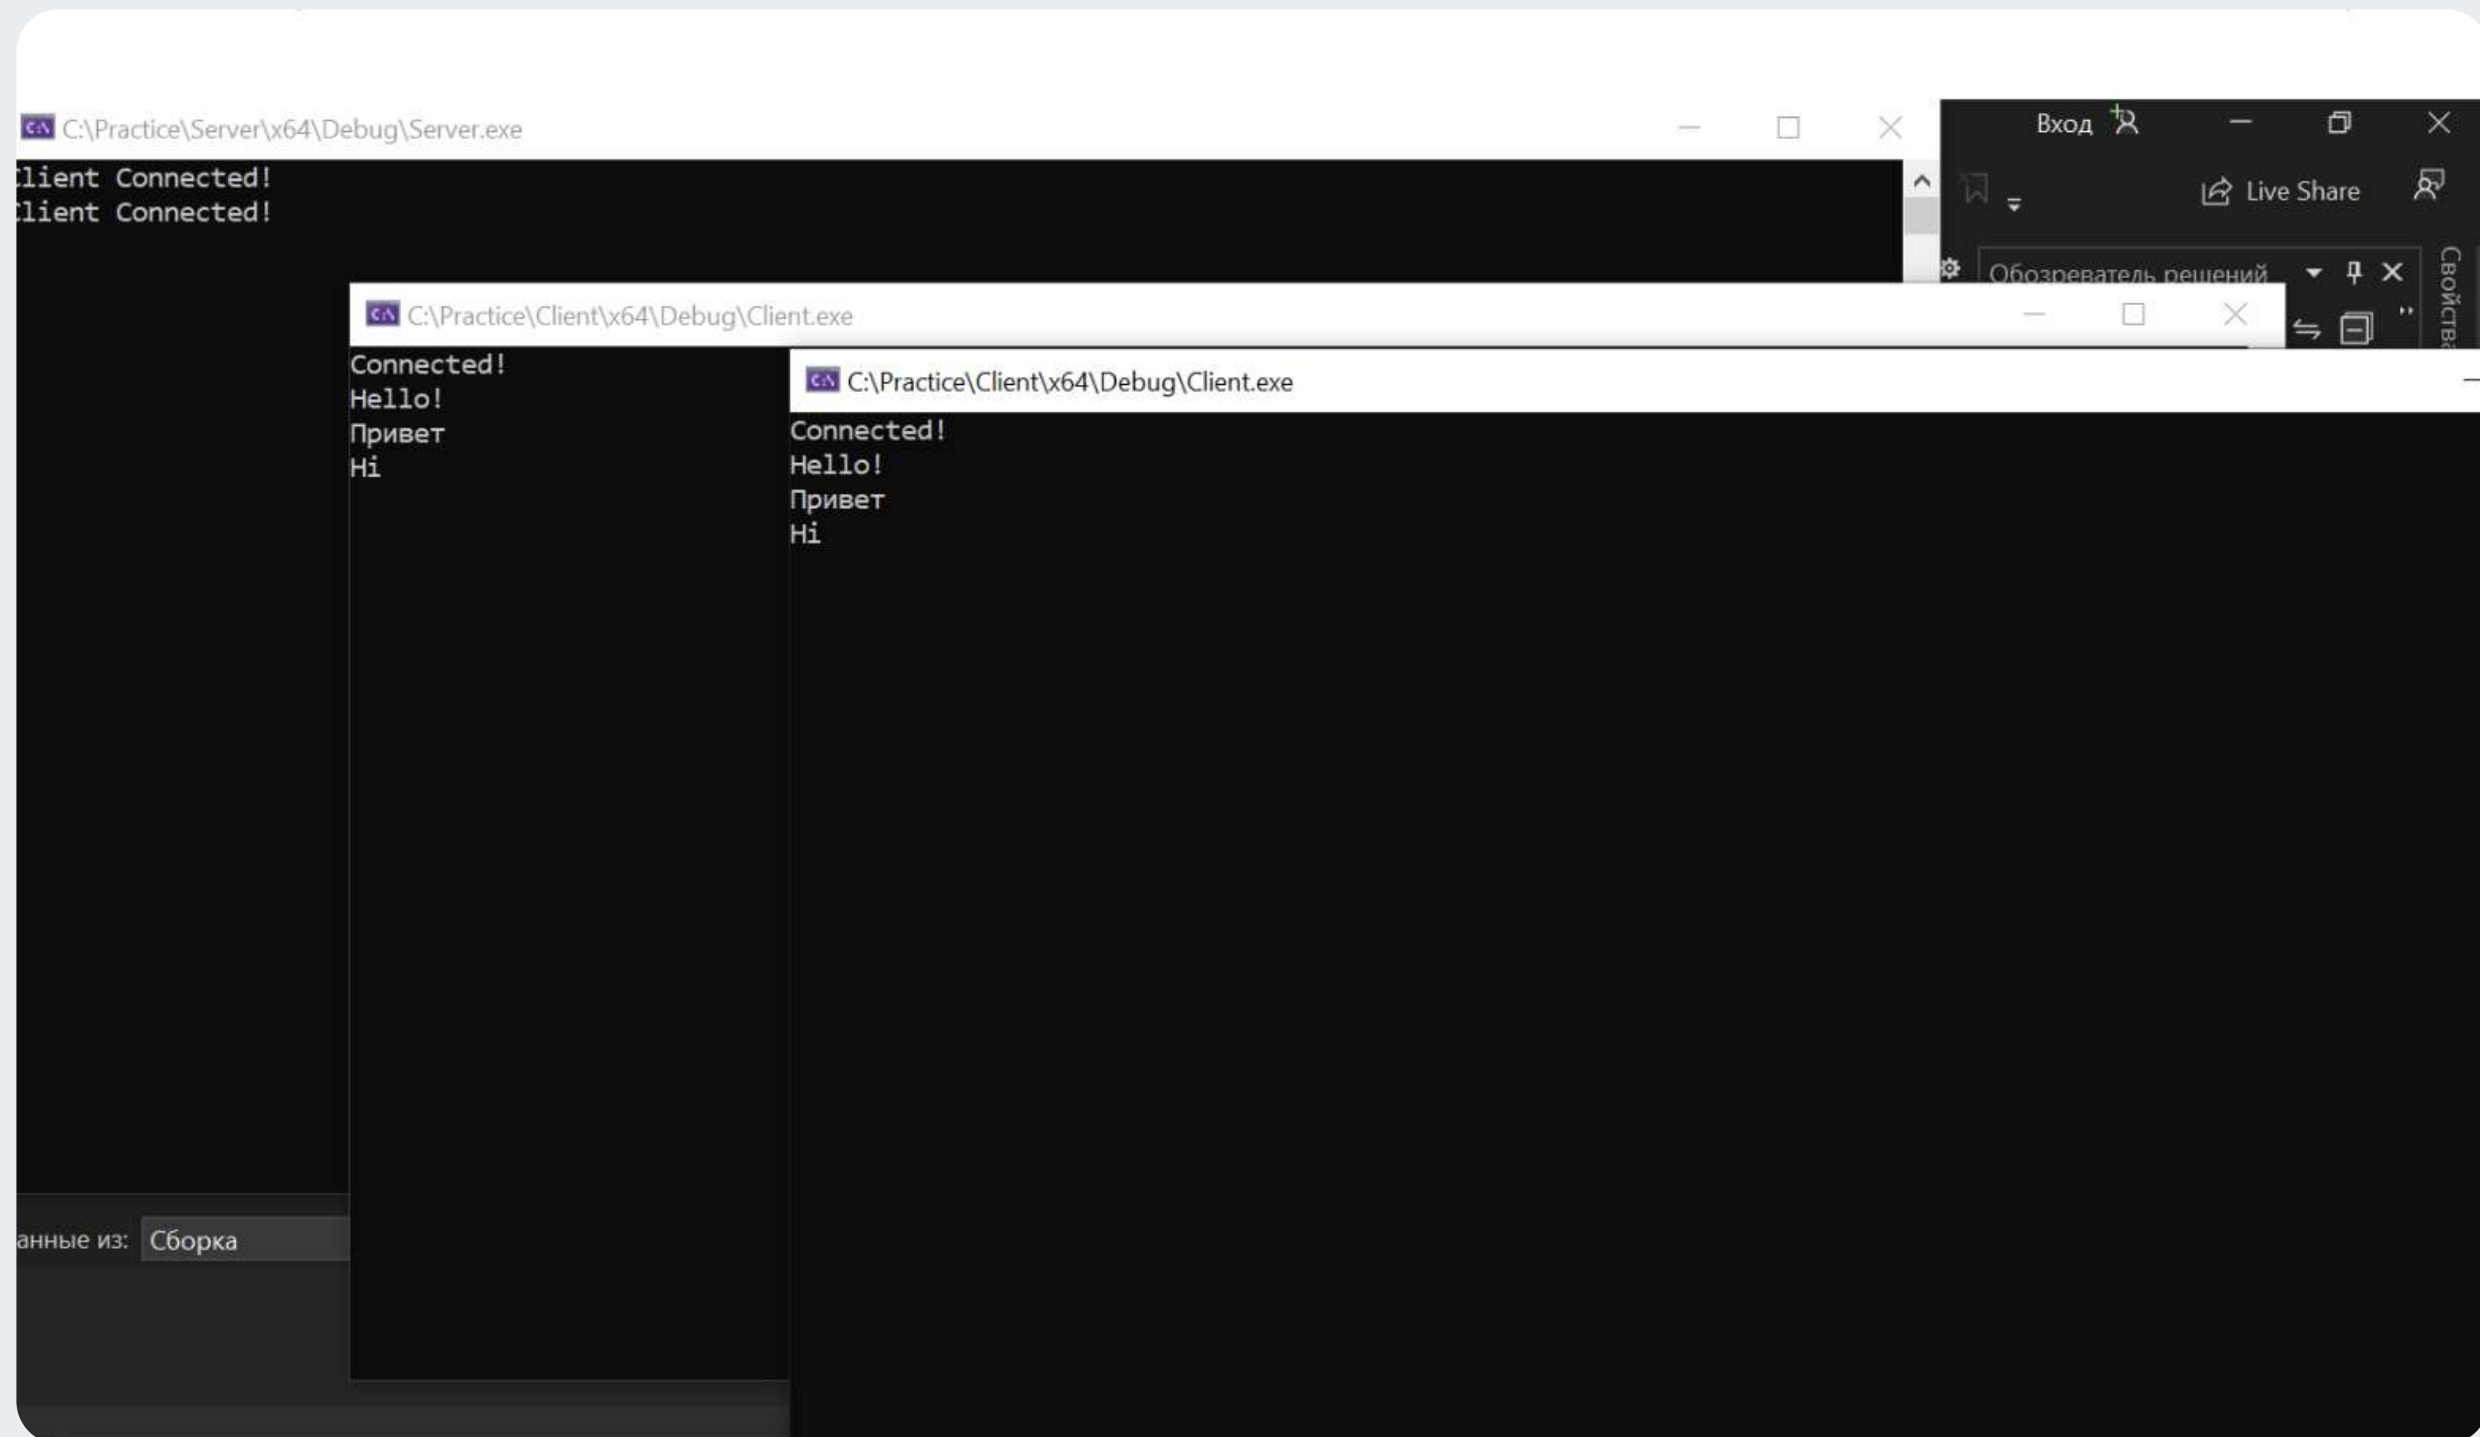 C:\Practice\Server\x64\Debug\Server.exe
Вход
lient Connected!
lient Connected!
Live Share
Обозреватель решений
Свойства
C:\Practice\Client\x64\Debug\Client.exe
Connected!
Hello!
Привет
Hi
C:\Practice\Client\x64\Debug\Client.exe
Connected!
Hello!
Привет
Hi
анные из: Сборка